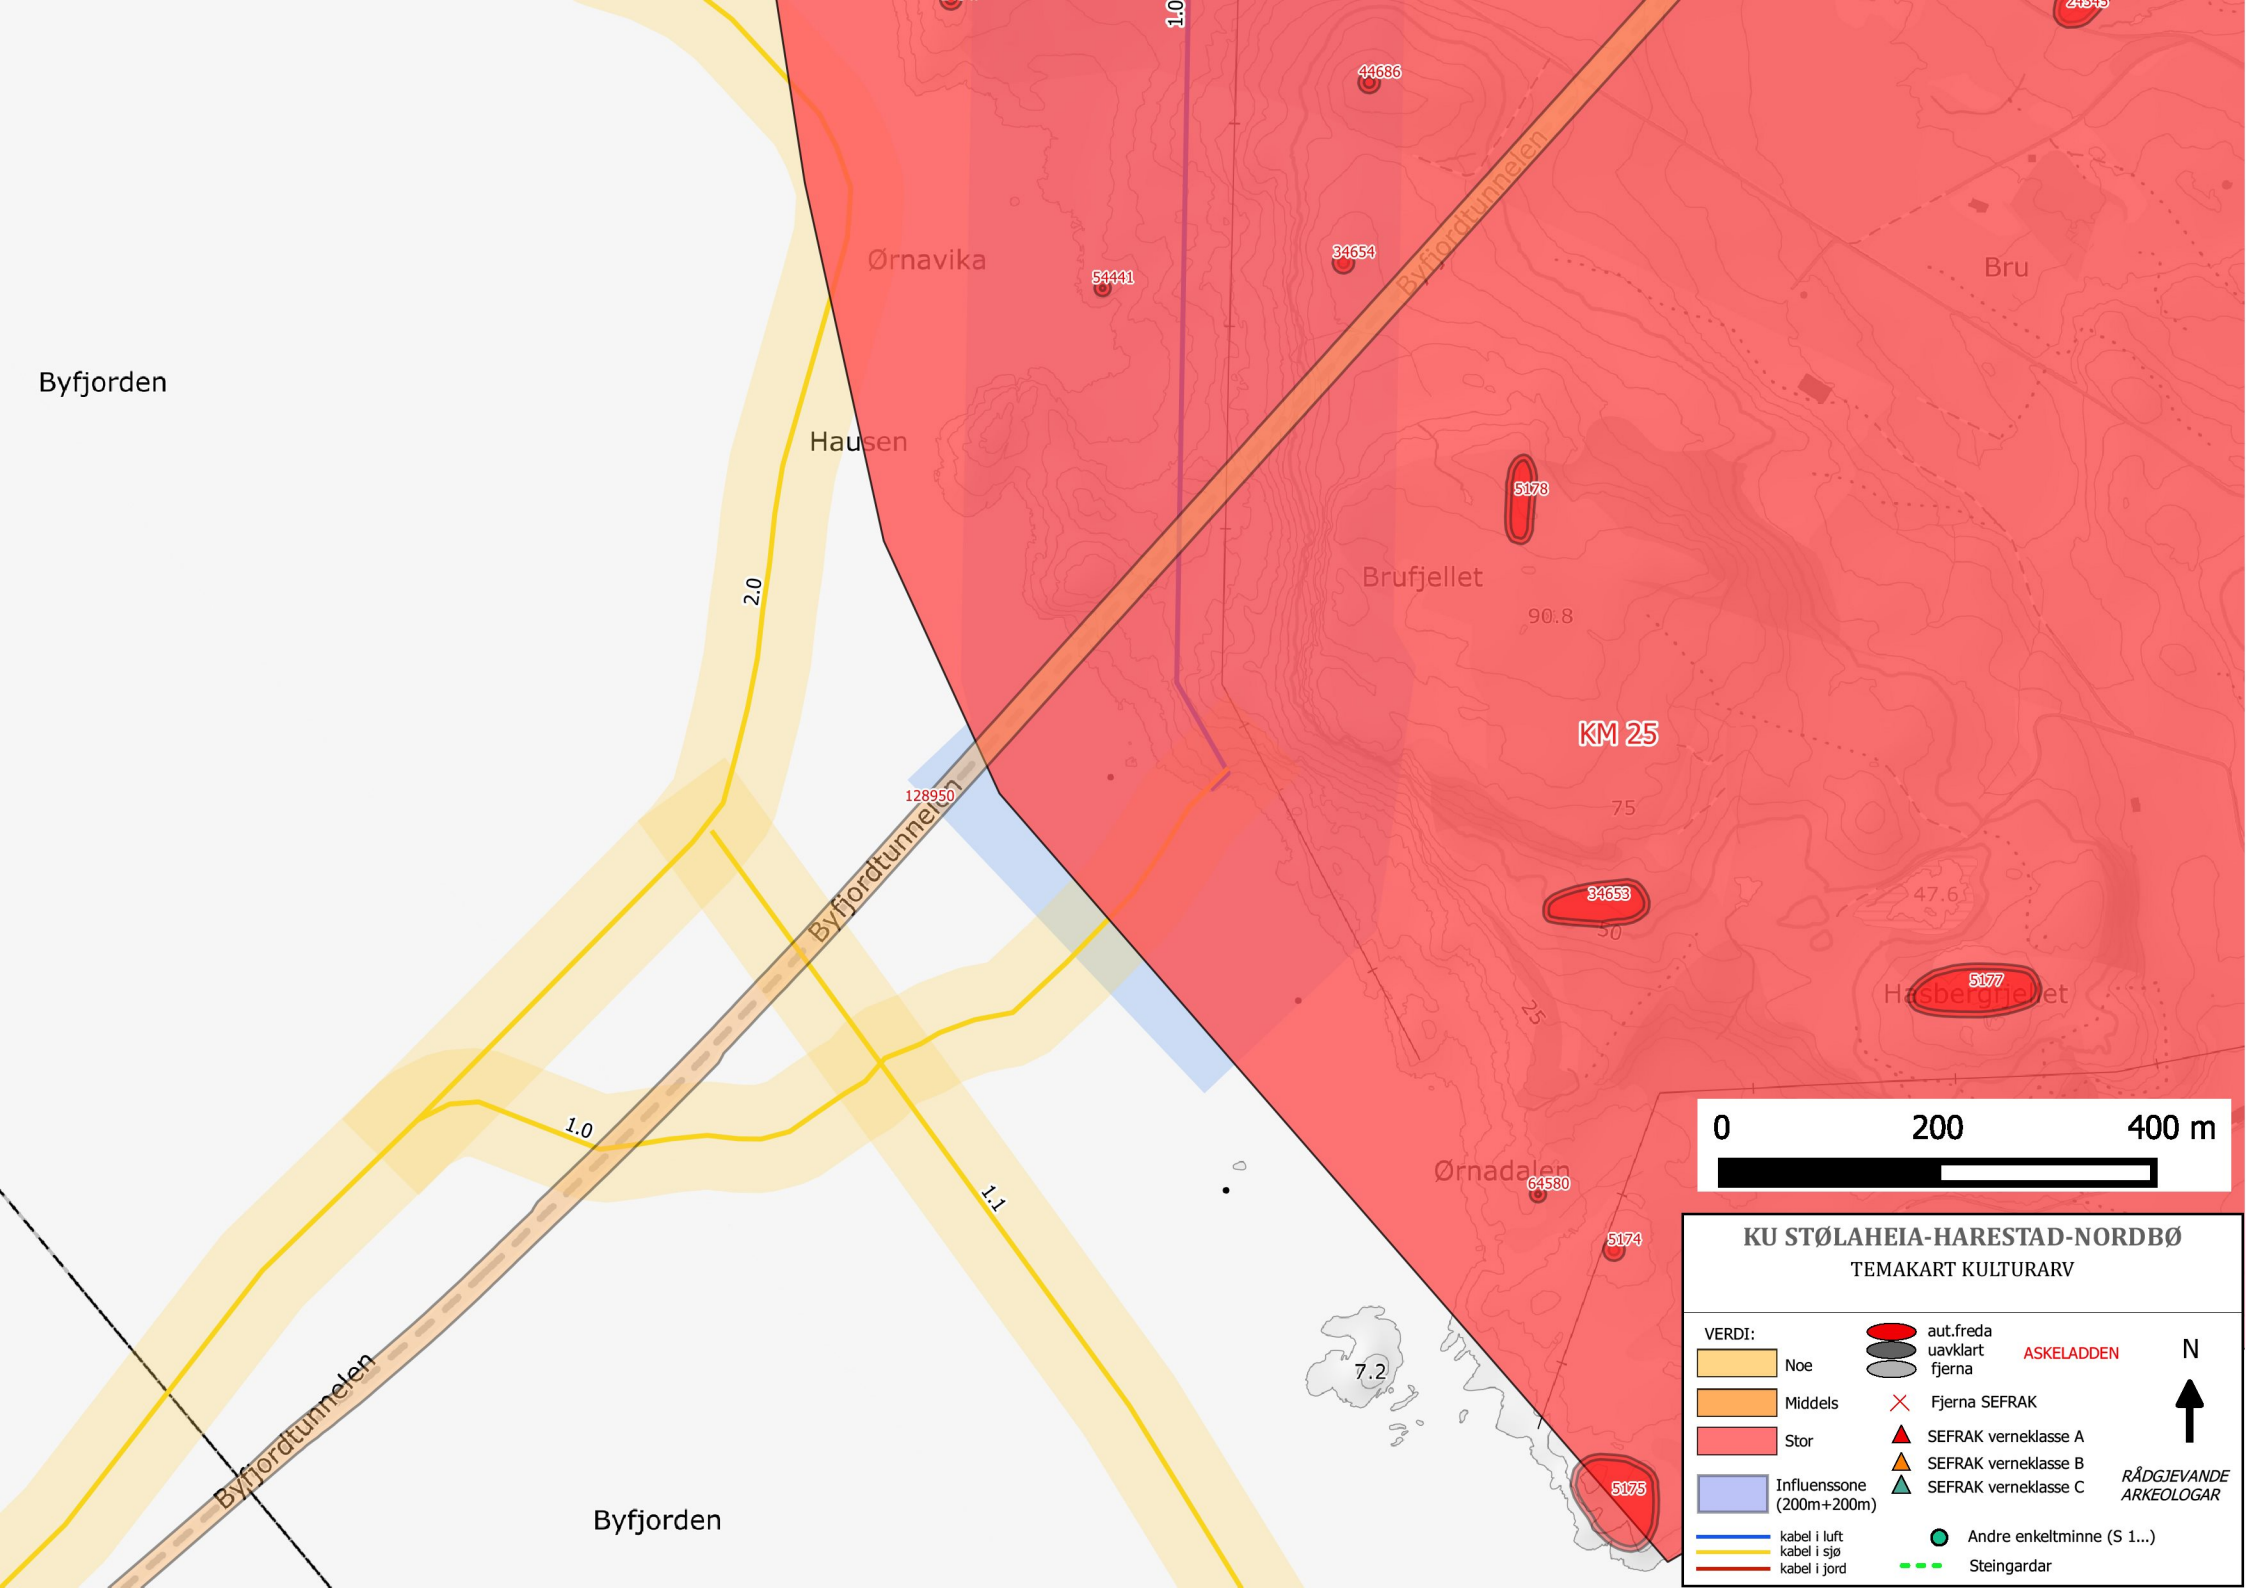 1.0
44686
Byfjordtunnelen
34654
Ørnavika
54441
Bru
Byfjorden
Hausen
5178
2.0
Brufjellet
90.8
KM 25
128950
75
Byfjordtunnelen
34653
50
47.6
5177
25
1.0
1.1
Ørnadalen
64580
5174
7.2
Byfjordtunnelen
5175
Byfjorden
0 200 400 m
KU STØLAHEIA-HARESTAD-NORDBØ
TEMAKART KULTURARV
VERDI:
Noe
Middels
Stor
Influenssone
(200m+200m)
kabel i luft
kabel i sjø
kabel i jord
aut.freda
uavklart
fjerna
ASKELADDEN
N
Fjerna SEFRAK
SEFRAK verneklasse A
SEFRAK verneklasse B
SEFRAK verneklasse C
RÅDGJEVANDE
ARKEOLOGAR
Andre enkeltminne (S 1...)
Steingardar